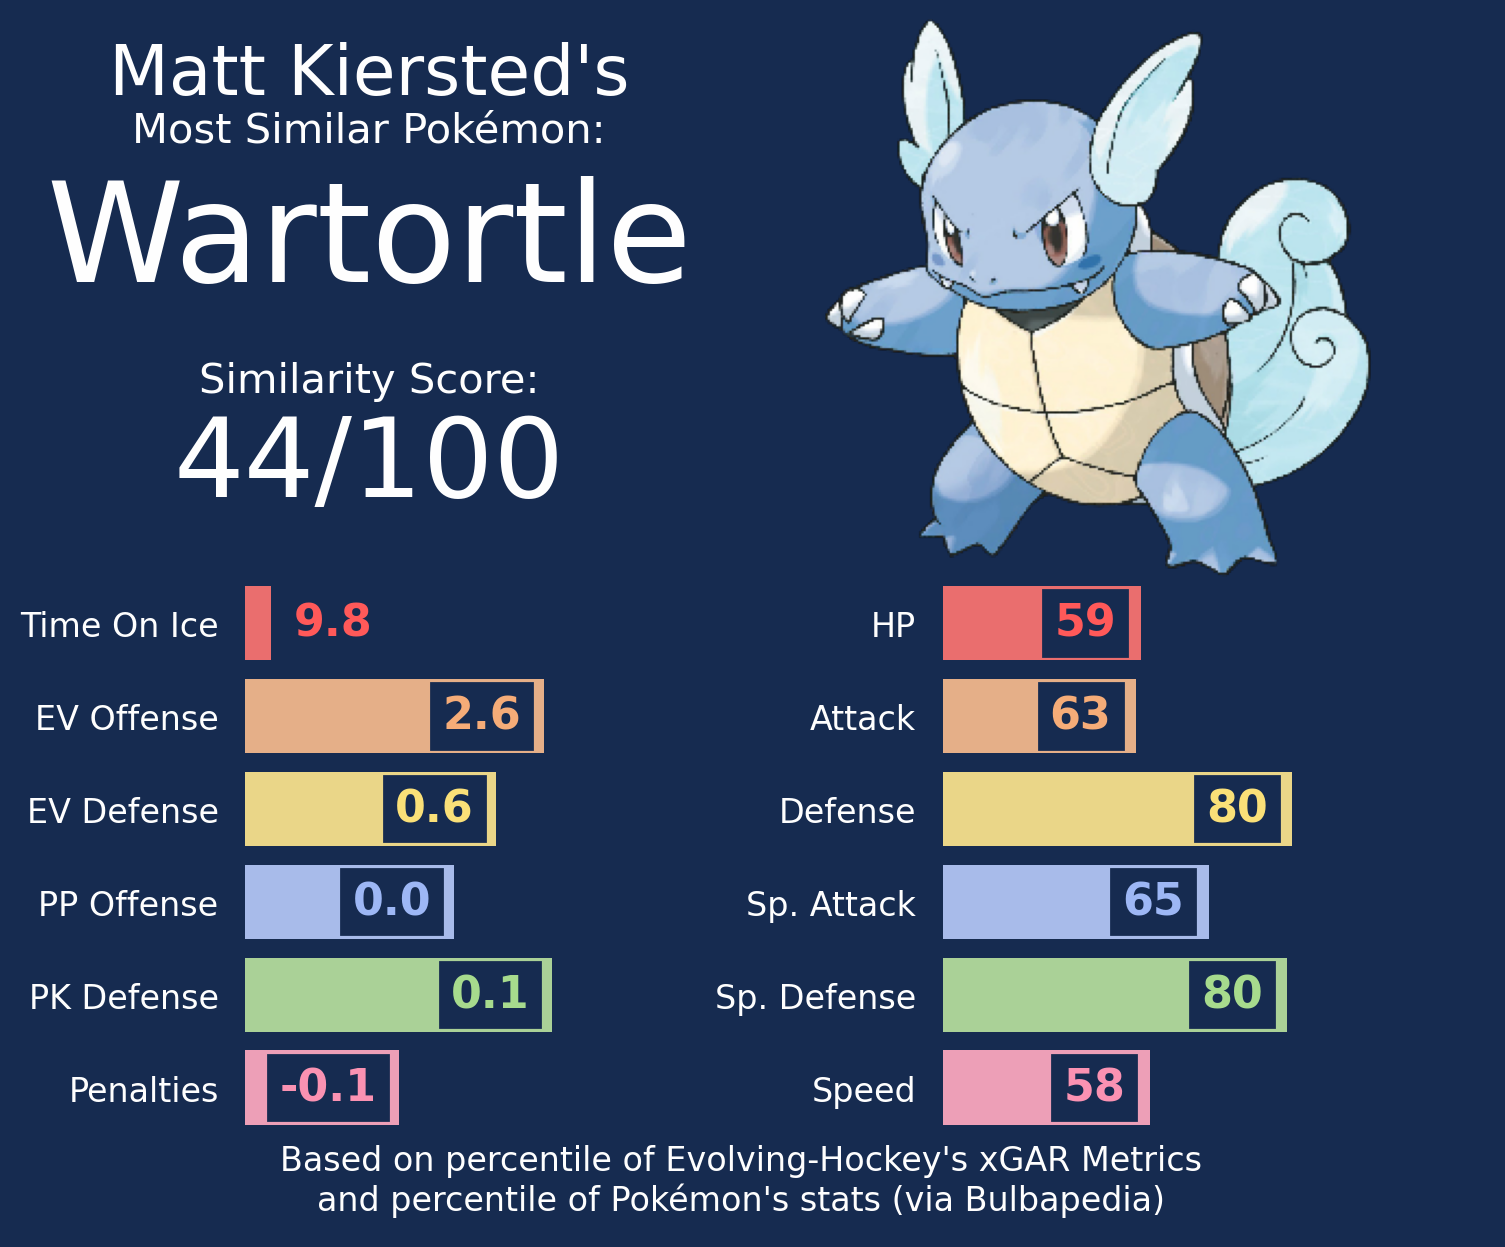 Matt Kiersted's
Most Similar Pokémon:
Wartortle
Similarity Score:
44/100
Time On Ice 9.8
EV Offense 2.6
EV Defense 0.6
PP Offense 0.0
PK Defense 0.1
Penalties -0.1
HP 59
Attack 63
Defense 80
Sp. Attack 65
Sp. Defense 80
Speed 58
Based on percentile of Evolving-Hockey's xGAR Metrics
and percentile of Pokémon's stats (via Bulbapedia)